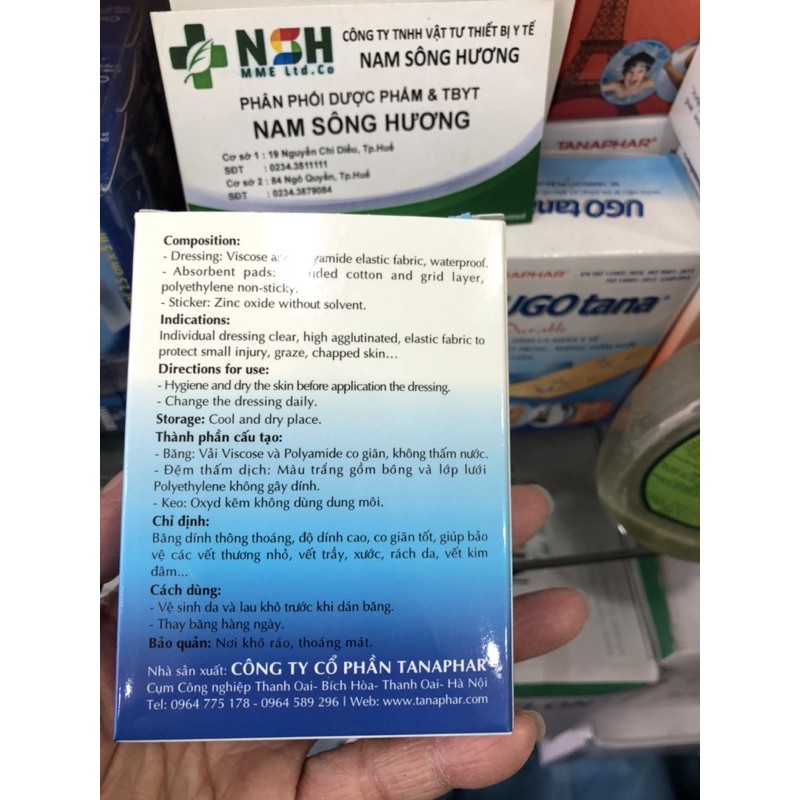 NSH
MME Ltd.Co
CÔNG TY TNHH VẬT TƯ THIẾT BỊ Y TẾ
NAM SÔNG HƯƠNG
PHÂN PHỐI DƯỢC PHẨM & TBYT
NAM SÔNG HƯƠNG
Cơ sở 1 : 19 Nguyễn Chí Diểu, Tp.Huế
SĐT : 0234.3511111
Cơ sở 2 : 84 Ngô Quyền, Tp.Huế
SĐT : 0234.3879084
TANAPHAR
UGO tana
UGO tana
Durable
Composition:
- Dressing: Viscose elastic fabric, waterproof.
- Absorbent pads: cotton and grid layer,
polyethylene non-sticky.
- Sticker: Zinc oxide without solvent.
Indications:
Individual dressing clear, high agglutinated, elastic fabric to
protect small injury, graze, chapped skin...
Directions for use:
- Hygiene and dry the skin before application the dressing.
- Change the dressing daily.
Storage: Cool and dry place.
Thành phần cấu tạo:
- Băng: Vải Viscose và Polyamide co giãn, không thấm nước.
- Đệm thấm dịch: Màu trắng gồm bông và lớp lưới
Polyethylene không gây dính.
- Keo: Oxyd kẽm không dùng dung môi.
Chỉ định:
Băng dính thông thoáng, độ dính cao, co giãn tốt, giúp bảo
vệ các vết thương nhỏ, vết trầy, xước, rách da, vết kim
đâm...
Cách dùng:
- Vệ sinh da và lau khô trước khi dán băng.
- Thay băng hàng ngày.
Bảo quản: Nơi khô ráo, thoáng mát.
Nhà sản xuất: CÔNG TY CỔ PHẦN TANAPHAR
Cụm Công nghiệp Thanh Oai- Bích Hòa- Thanh Oai- Hà Nội
Tel: 0964 775 178 - 0964 589 296 | Web: www.tanaphar.com